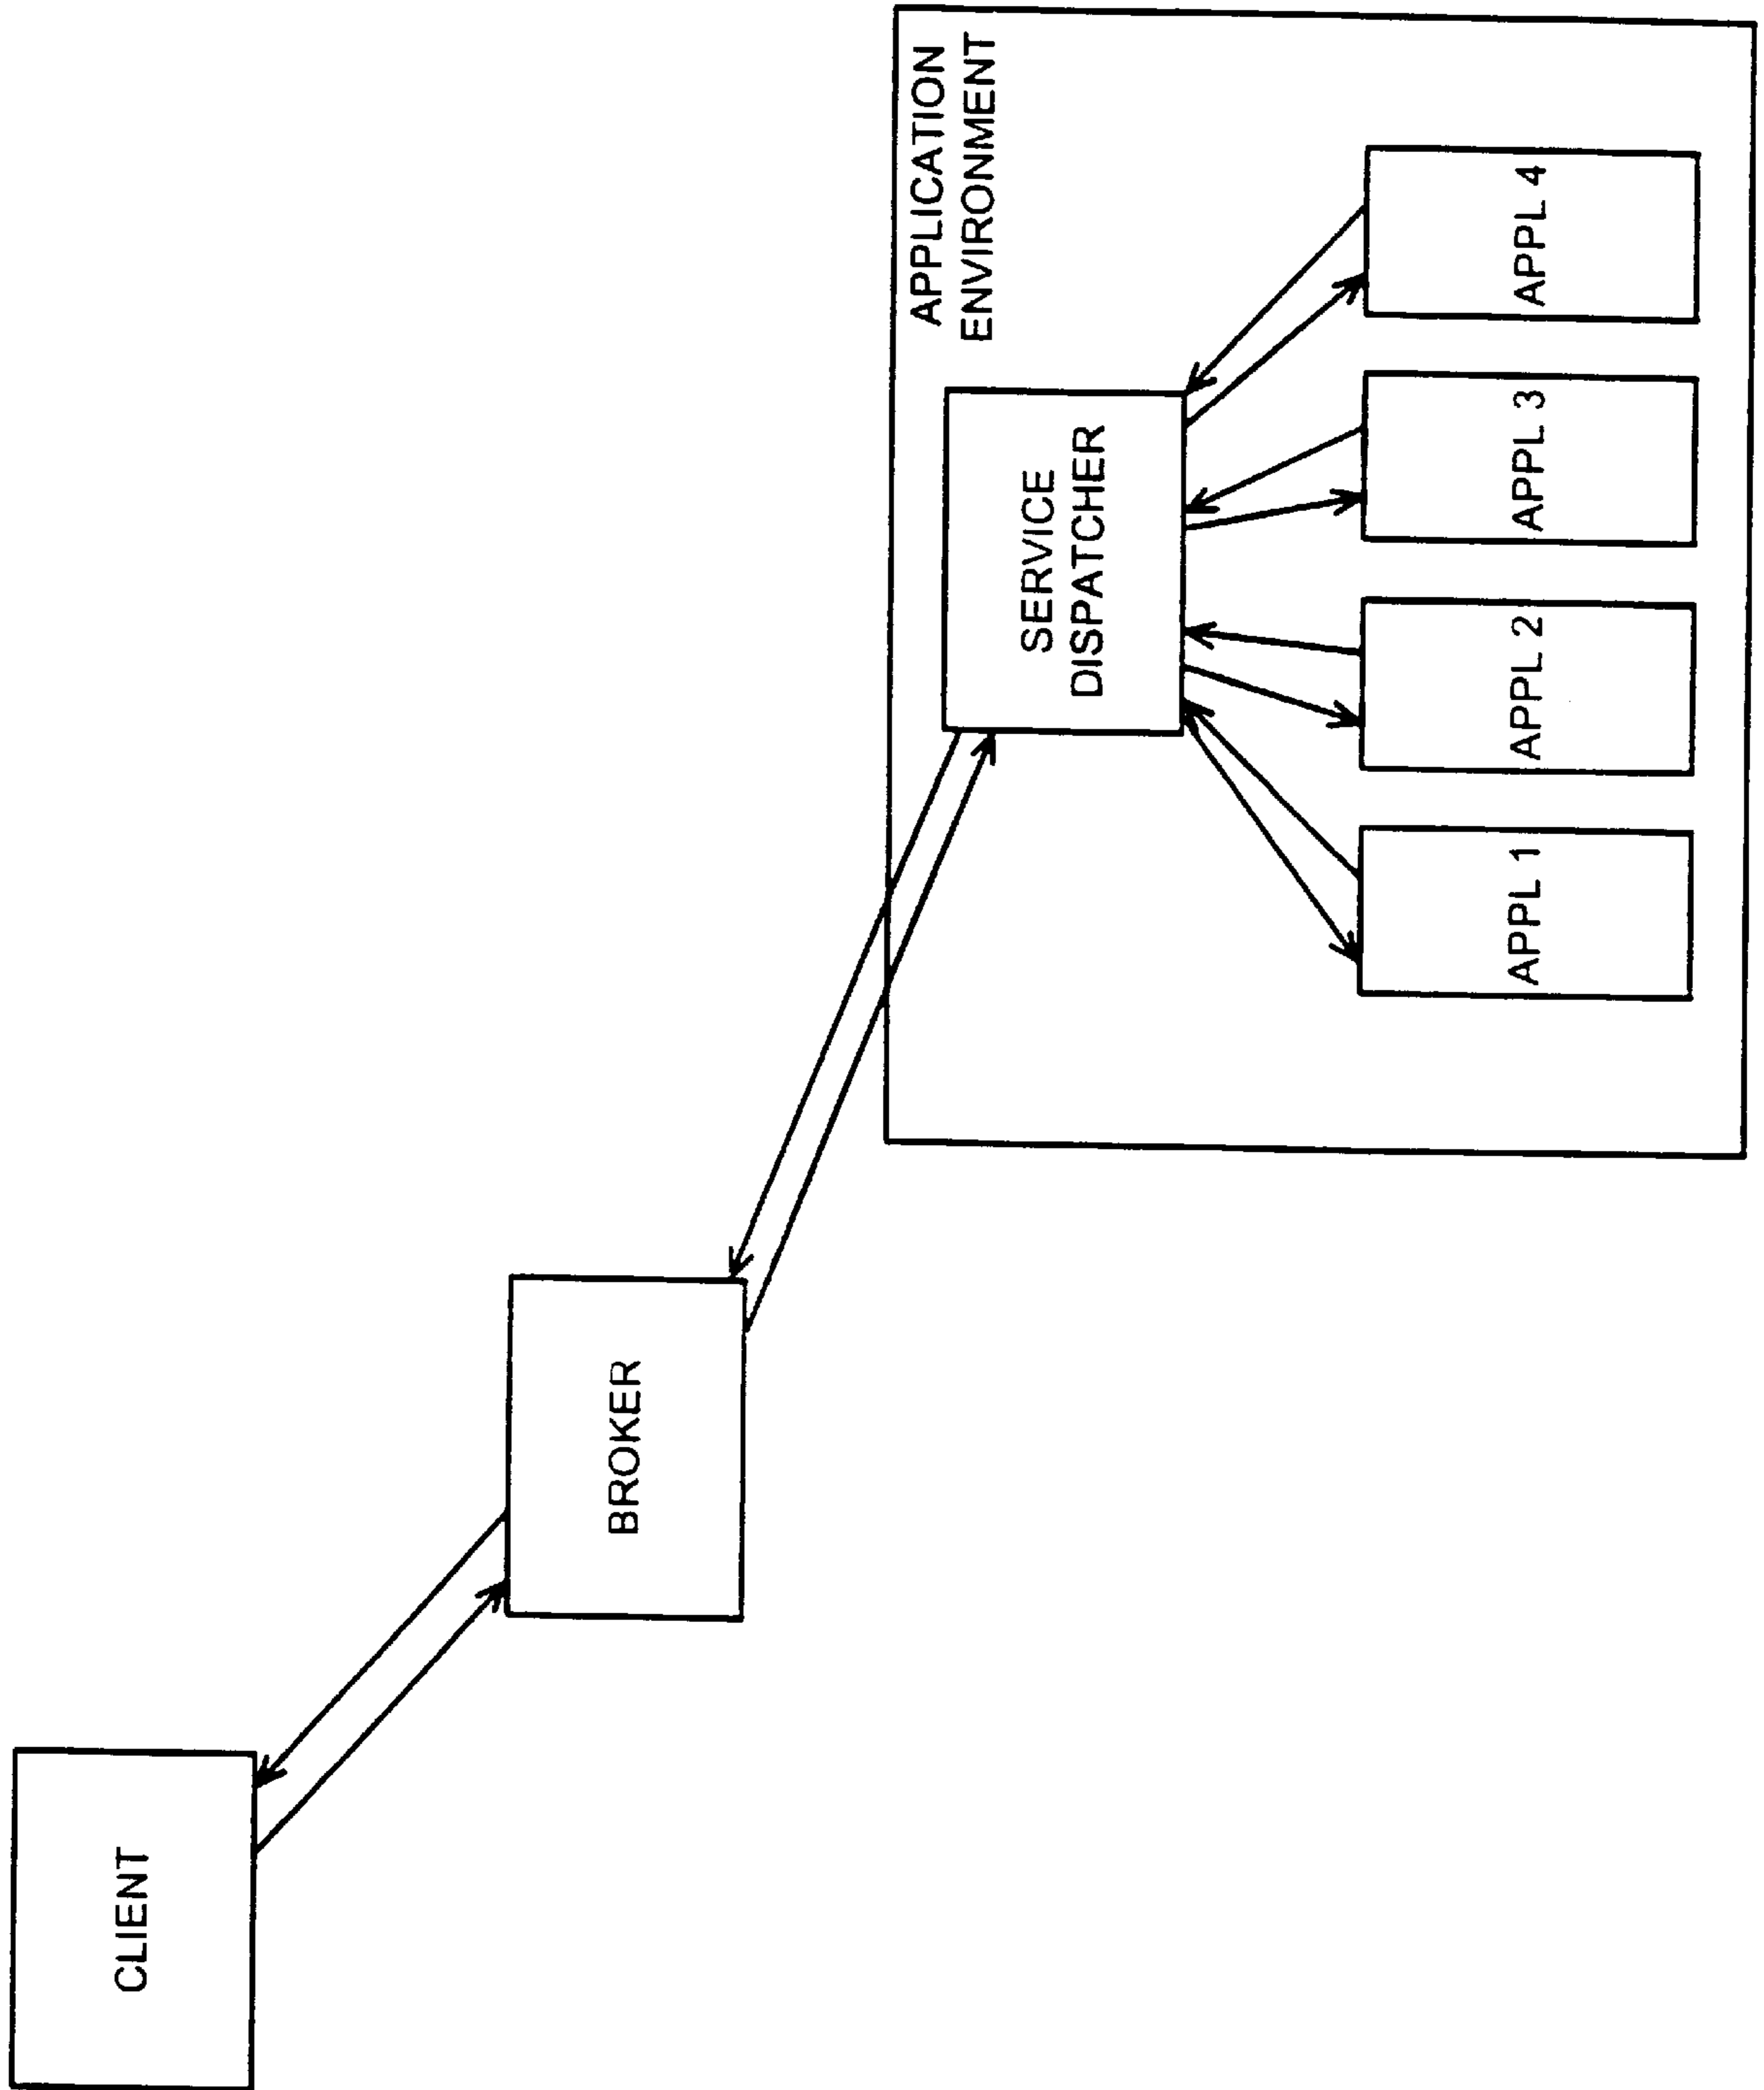 CLIENT
BROKER
APPLICATION
ENVIRONMENT
SERVICE
DISPATCHER
APPL 1
APPL 2
APPL 3
APPL 4